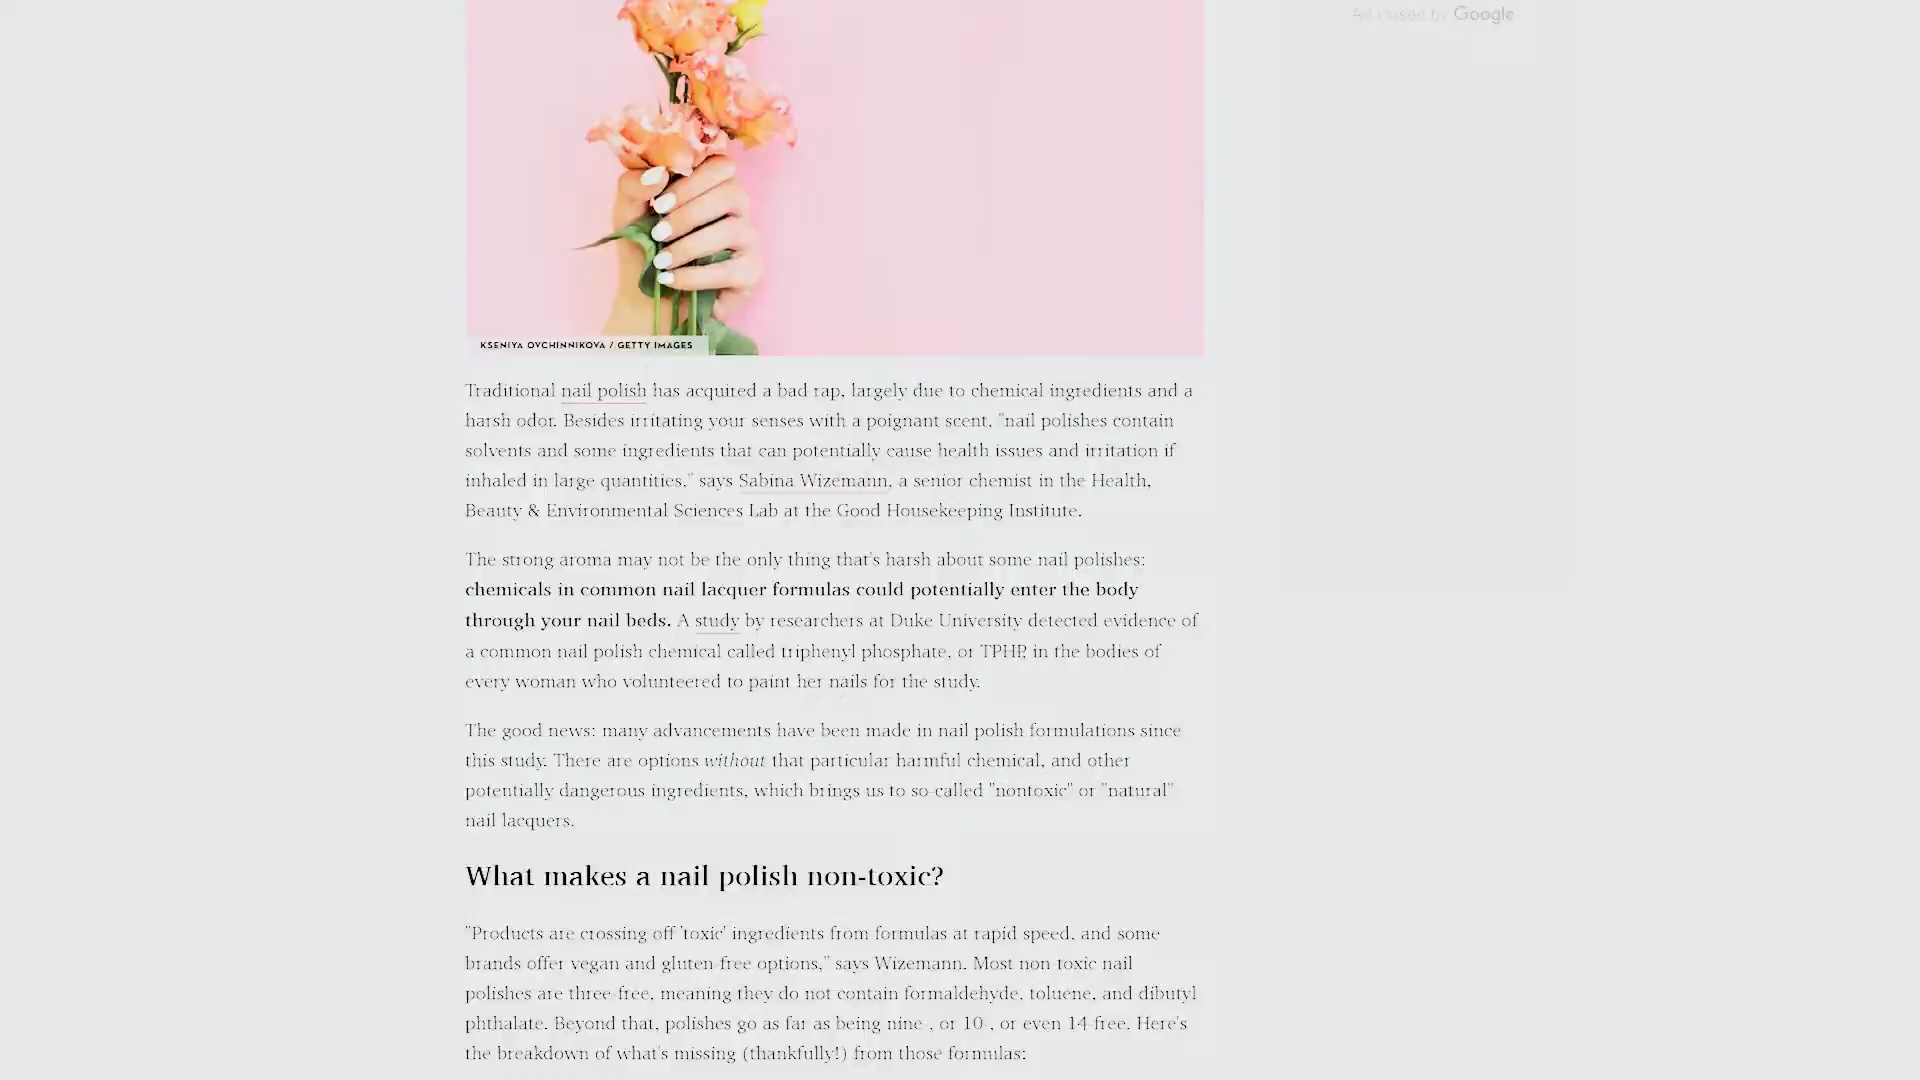 Ad closed by Google
KSENIYA OVCHINNIKOVA / GETTY IMAGES
Traditional nail polish has acquired a bad rap, largely due to chemical ingredients and a
harsh odor. Besides irritating your senses with a poignant scent, "nail polishes contain
solvents and some ingredients that can potentially cause health issues and irritation if
inhaled in large quantities," says Sabina Wizemann, a senior chemist in the Health,
Beauty & Environmental Sciences Lab at the Good Housekeeping Institute.
The strong aroma may not be the only thing that's harsh about some nail polishes:
chemicals in common nail lacquer formulas could potentially enter the body
through your nail beds. A study by researchers at Duke University detected evidence of
a common nail polish chemical called triphenyl phosphate, or TPHP, in the bodies of
every woman who volunteered to paint her nails for the study.
The good news: many advancements have been made in nail polish formulations since
this study. There are options without that particular harmful chemical, and other
potentially dangerous ingredients, which brings us to so-called "nontoxic" or "natural"
nail lacquers.
What makes a nail polish non-toxic?
"Products are crossing off 'toxic' ingredients from formulas at rapid speed, and some
brands offer vegan and gluten-free options," says Wizemann. Most non-toxic nail
polishes are three-free, meaning they do not contain formaldehyde, toluene, and dibutyl
phthalate. Beyond that, polishes go as far as being nine-, or 10-, or even 14-free. Here's
the breakdown of what's missing (thankfully!) from those formulas: